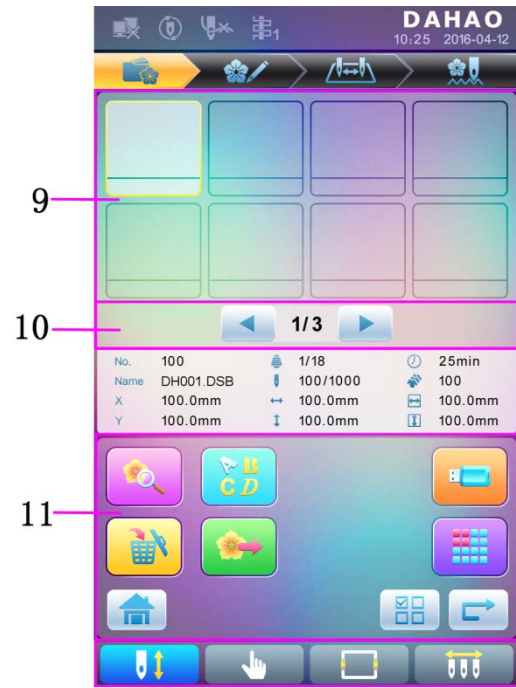 DAHAO
1
10:25 2016-04-12
9
10
1/3
No. 100 1/18 25min
Name DH001.DSB 100/1000 100
X 100.0mm 100.0mm 100.0mm
Y 100.0mm 100.0mm 100.0mm
A B
C D
11